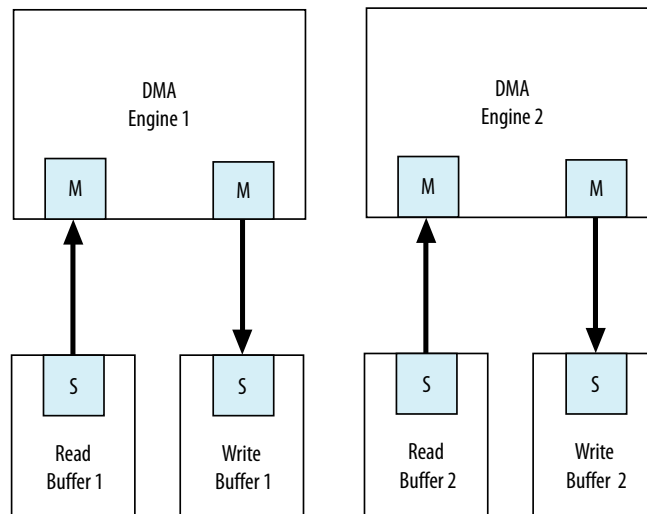 DMA
Engine 1
DMA
Engine 2
M
M
M
M
S
S
S
S
Read
Buffer 1
Write
Buffer 1
Read
Buffer 2
Write
Buffer 2